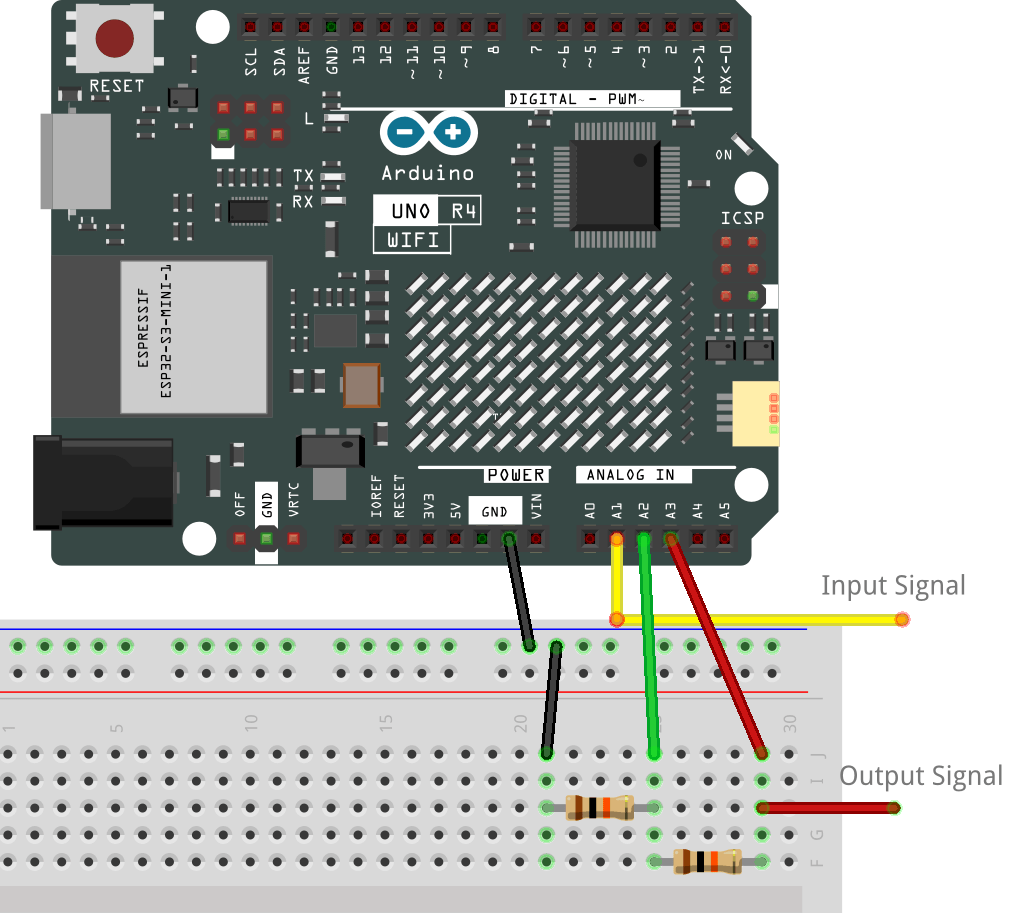 RESET
SCL
SDA
AREF
GND
13
12
~11
~10
~9
8
7
~6
~5
4
~3
2
TX->1
RX<-0
DIGITAL - PWM~
L
TX
RX
Arduino
UNO R4
WIFI
ON
ICSP
ESPRESSIF
ESP32-S3-MINI-1
POWER
ANALOG IN
OFF
GND
VRTC
IOREF
RESET
3V3
5V
GND
VIN
A0
A1
A2
A3
A4
A5
Input Signal
1
5
10
15
20
30
J
I
Output Signal
G
F